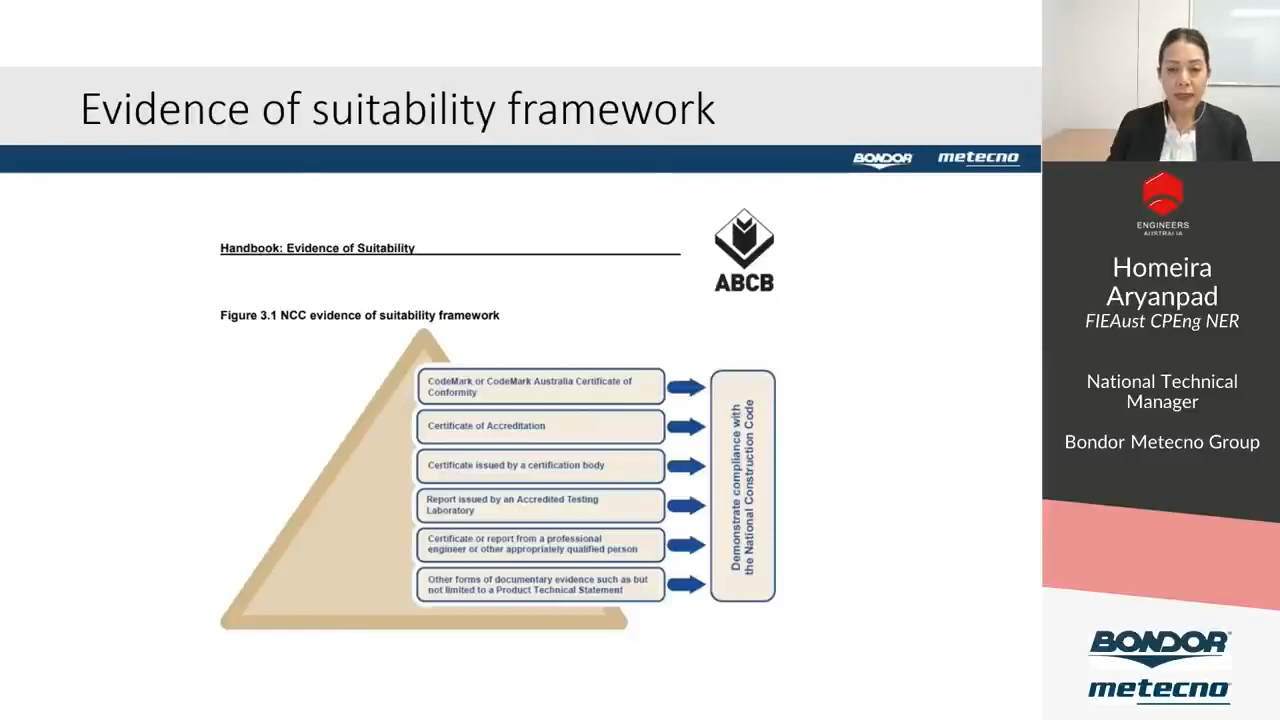 Evidence of suitability framework
BONDOR metecno
Handbook: Evidence of Suitability
ABCB
Figure 3.1 NCC evidence of suitability framework
CodeMark or CodeMark Australia Certificate of
Conformity
Certificate of Accreditation
Certificate issued by a certification body
Report issued by an Accredited Testing
Laboratory
Certificate or report from a professional
engineer or other appropriately qualified person
Other forms of documentary evidence such as but
not limited to a Product Technical Statement
Demonstrate compliance with
the National Construction Code
ENGINEERS
AUSTRALIA
Homeira
Aryanpad
FIEAust CPEng NER
National Technical
Manager
Bondor Metecno Group
BONDOR
metecno